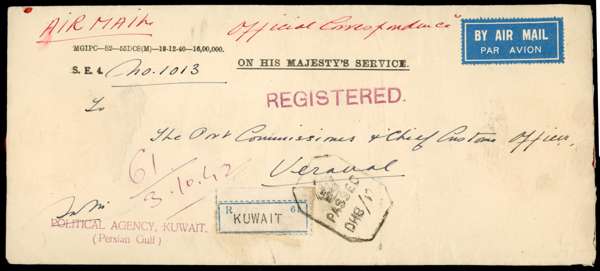 AIR MAIL
"Official Correspondence"
BY AIR MAIL
PAR AVION
MGIPC—S2—55DCS(M)—19-12-40—16,00,000.
S. E. 4. No. 1013
ON HIS MAJESTY'S SERVICE.
REGISTERED.
To
The Port Commissioner & Chief Customs Officer,
Veraval
61
3.10.42
PASSED
DHB/
R 61
KUWAIT
POLITICAL AGENCY, KUWAIT.
(Persian Gulf)